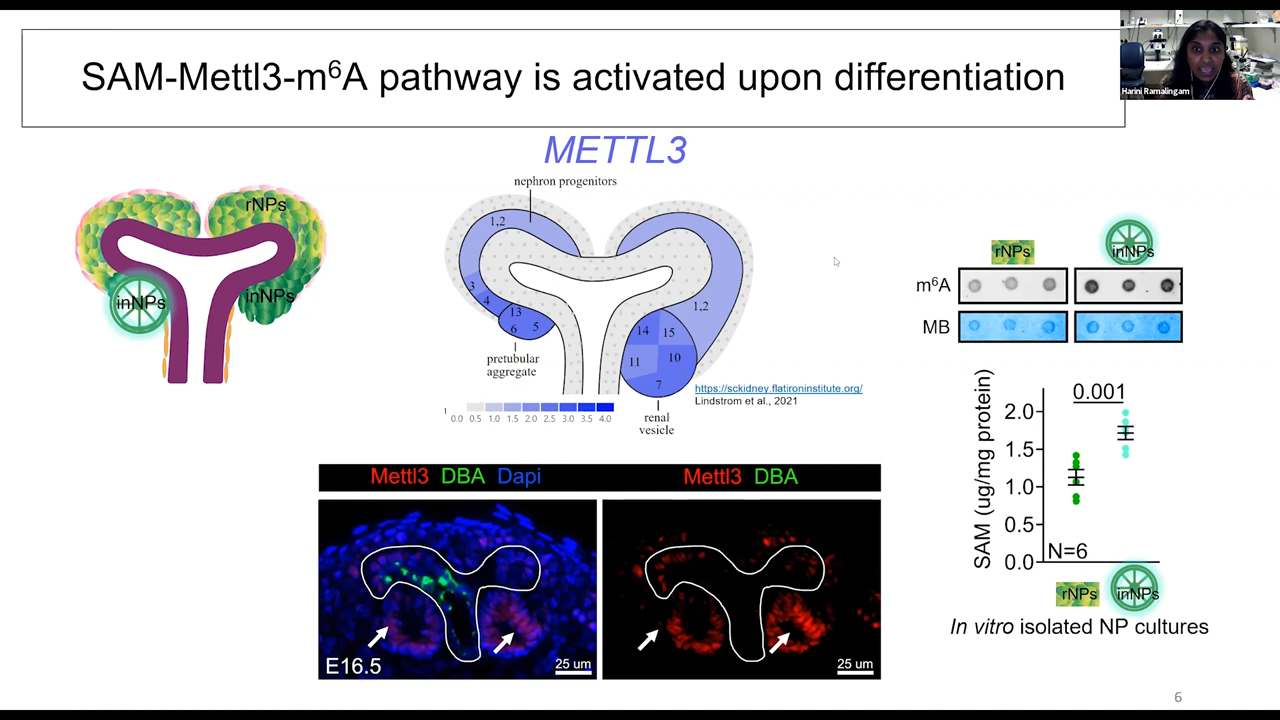 SAM-Mettl3-m⁶A pathway is activated upon differentiation
Harini Ramalingam
METTL3
nephron progenitors
rNPs
inNPs
inNPs
1,2
3
4
13
6
5
1,2
14
15
11
10
7
pretubular
aggregate
renal
vesicle
https://sckidney.flatironinstitute.org/
Lindstrom et al., 2021
1
0.0 0.5 1.0 1.5 2.0 2.5 3.0 3.5 4.0
rNPs
inNPs
m⁶A
MB
Mettl3 DBA Dapi
Mettl3 DBA
E16.5
25 um
25 um
SAM (ug/mg protein)
0.001
2.0
1.5
1.0
0.5
0.0
N=6
rNPs
inNPs
In vitro isolated NP cultures
6